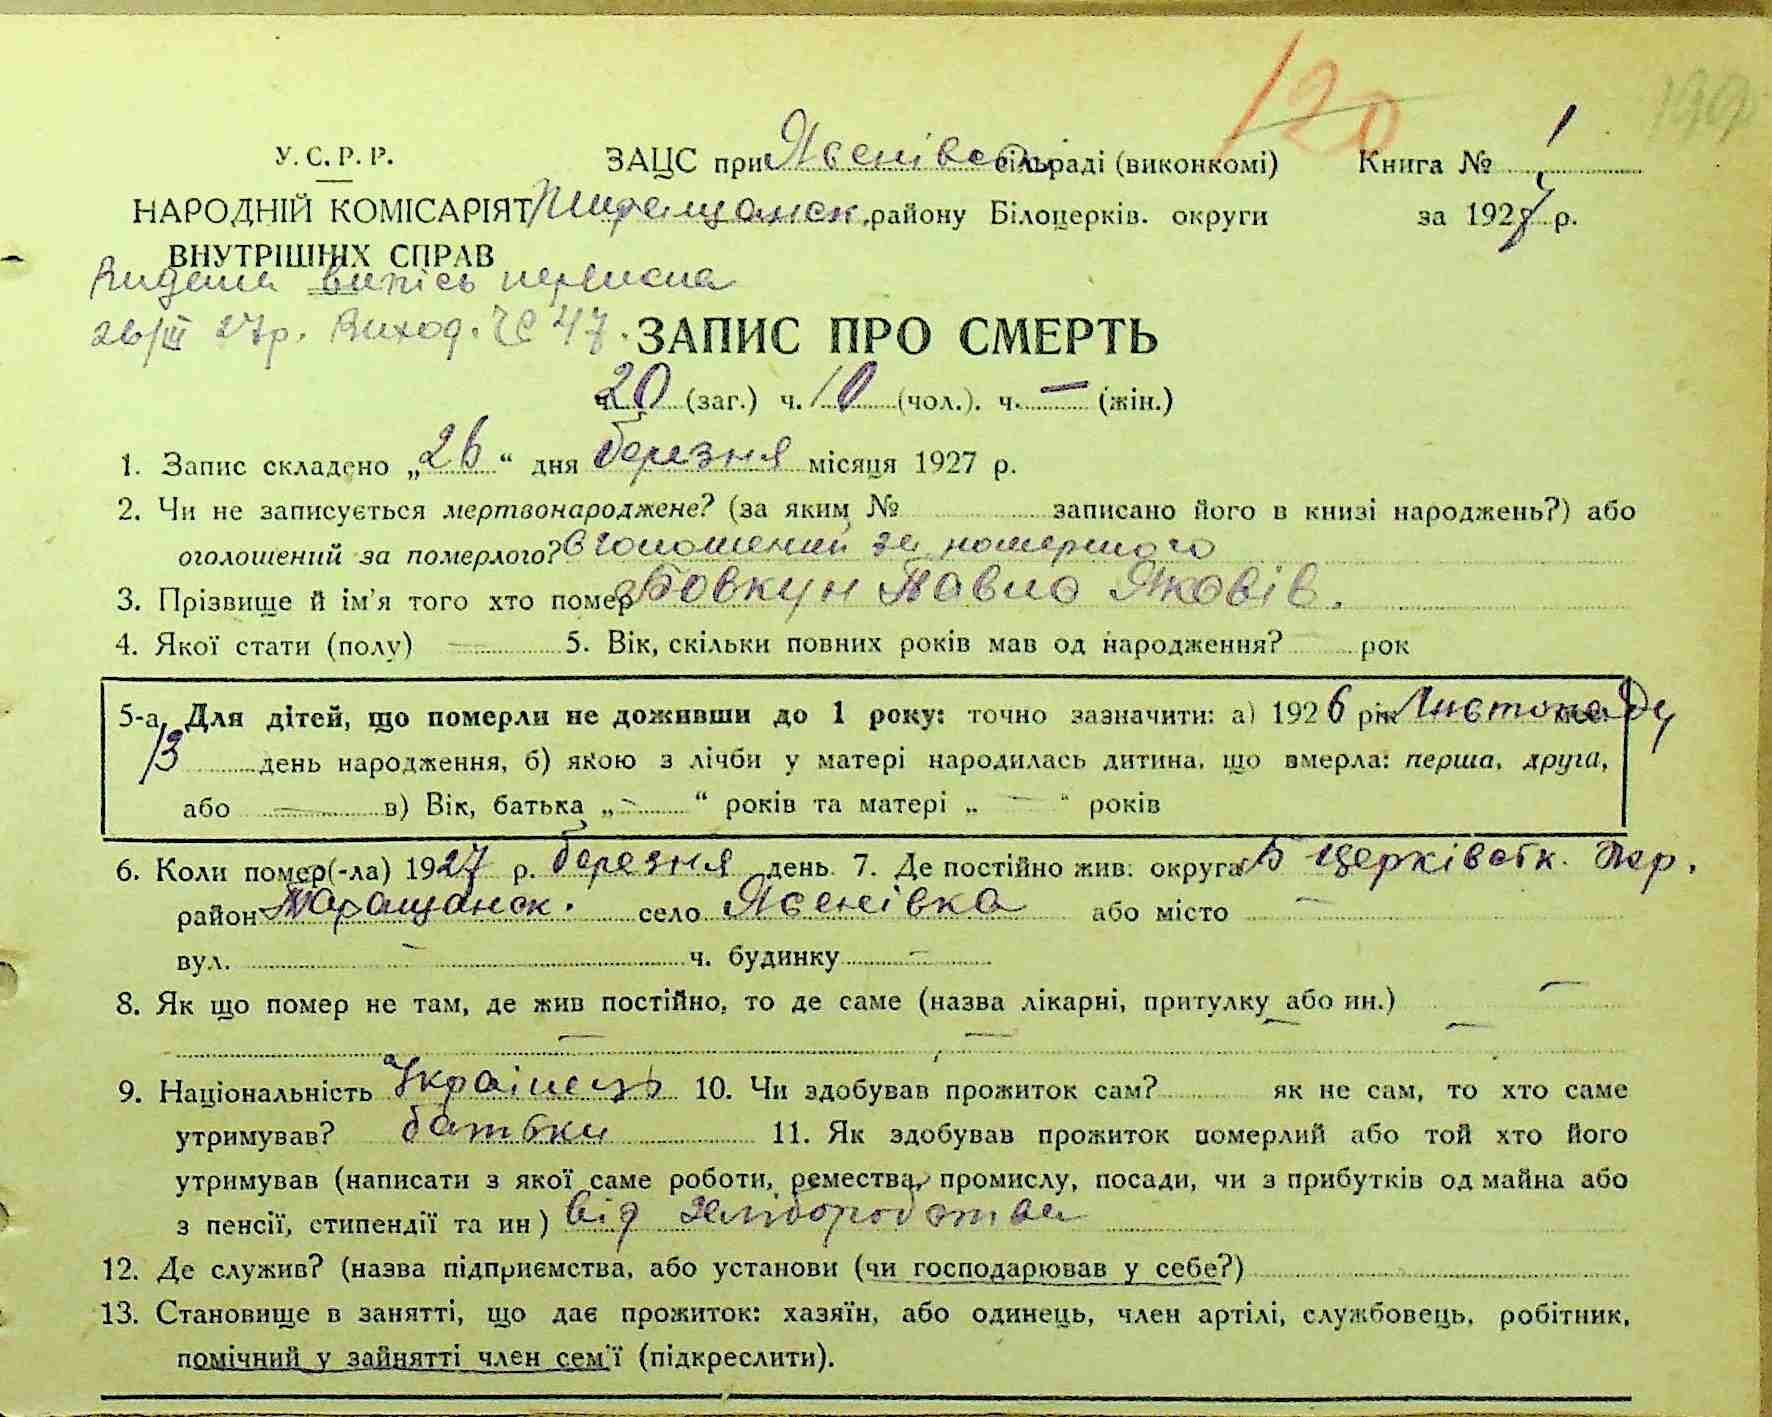 120
У. С. Р. Р. ЗАЦС при Ясенівськ сільраді (виконкомі) Книга № 1
НАРОДНІЙ КОМІСАРІЯТ району Білоцерків. округи за 1927 р.
ВНУТРІШНІХ СПРАВ
Видана випісь первисна
26/III 27р. Виход. № 47.
ЗАПИС ПРО СМЕРТЬ
ч. 20 (заг.) ч. 10 (чол.). ч. — (жін.)
1. Запис складено „26“ дня березня місяця 1927 р.
2. Чи не записується мертвонароджене? (за яким № записано його в книзі народжень?) або
оголошений за померлого? оголошений за помершого
3. Прізвище й ім’я того хто помер Бовкун Павло Яковів.
4. Якої стати (полу) — 5. Вік, скільки повних років мав од народження? — рок
5-а. Для дітей, що померли не доживши до 1 року: точно зазначити: а) 1926 рік Листопаду
13 день народження, б) якою з лічби у матері народилась дитина, що вмерла: перша, друга,
або — в) Вік, батька „—“ років та матері „—“ років
6. Коли помер(-ла) 1927 р. березня день. 7. Де постійно жив: округа Б Церківськ.
район Таращанск. село Ясенівка або місто —
вул. — ч. будинку —
8. Як що помер не там, де жив постійно, то де саме (назва лікарні, притулку або ин.) —
9. Національність Українець 10. Чи здобував прожиток сам? як не сам, то хто саме
утримував? батьки 11. Як здобував прожиток померлий або той хто його
утримував (написати з якої саме роботи, ремества, промислу, посади, чи з прибутків од майна або
з пенсії, стипендії та ин) від хліборобства
12. Де служив? (назва підприємства, або установи (чи господарював у себе?)
13. Становище в занятті, що дає прожиток: хазяїн, або одинець, член артілі, службовець, робітник,
помічний у зайнятті член сем’ї (підкреслити).